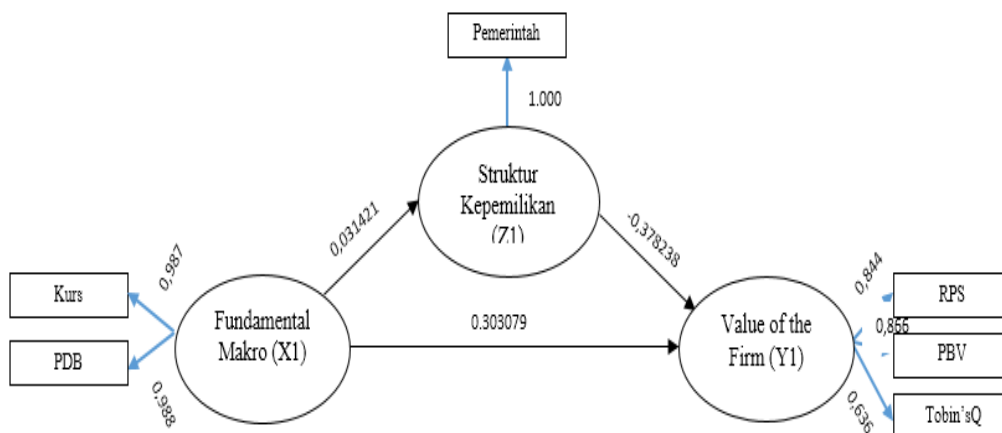 Pemerintah
1.000
Struktur
Kepemilikan
(Z1)
0,031421
-0,378238
0,987
Kurs
PDB
0.988
Fundamental
Makro (X1)
0.303079
Value of the
Firm (Y1)
0,844
RPS
0,866
PBV
0,636
Tobin'sQ